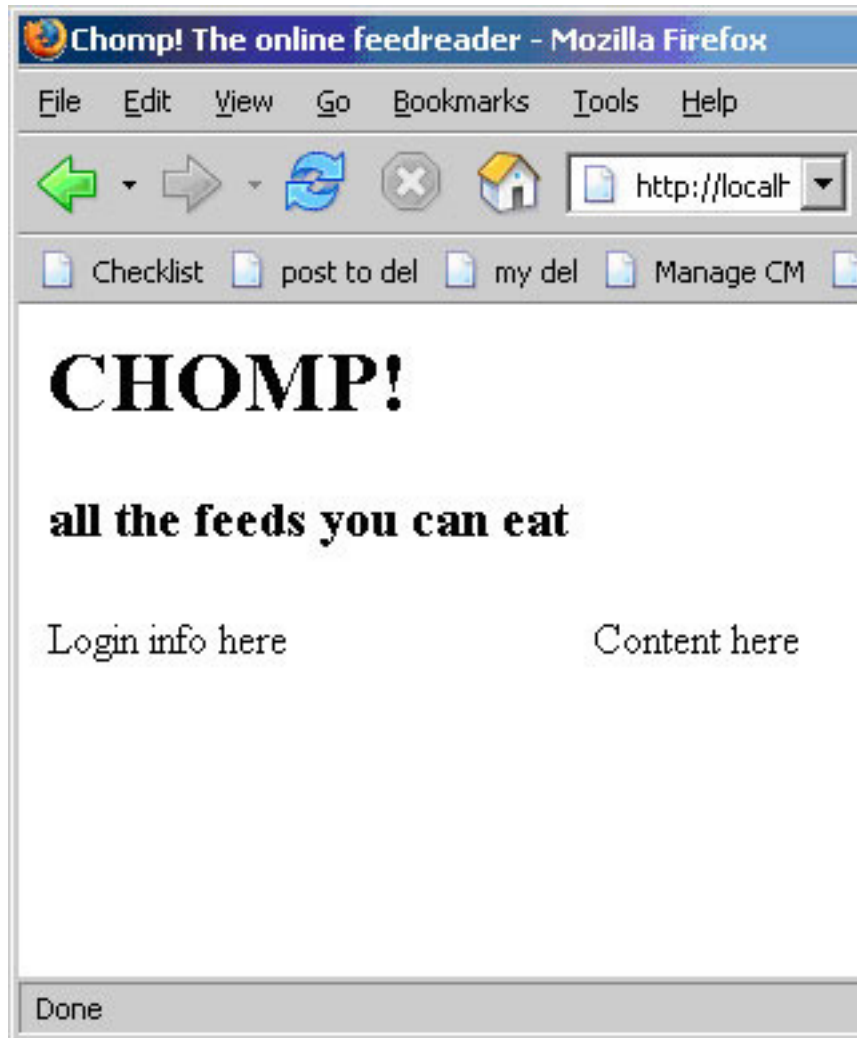 Chomp! The online feedreader - Mozilla Firefox
File Edit View Go Bookmarks Tools Help
http://localh
Checklist post to del my del Manage CM
CHOMP!
all the feeds you can eat
Login info here Content here
Done